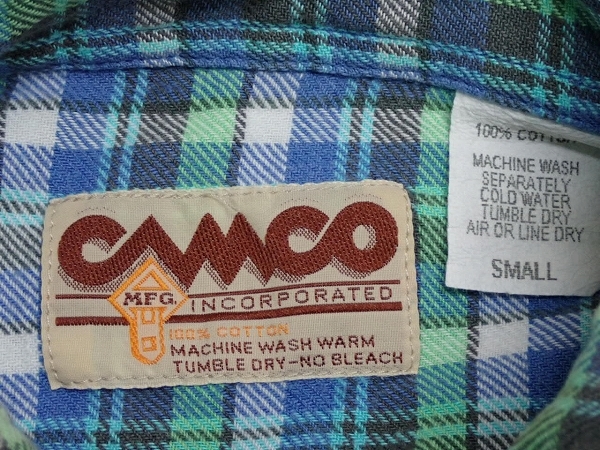 CAMCO
MFG.
INCORPORATED
100% COTTON
MACHINE WASH WARM
TUMBLE DRY-NO BLEACH
100% COTTON
MACHINE WASH
SEPARATELY
COLD WATER
TUMBLE DRY
AIR OR LINE DRY
SMALL